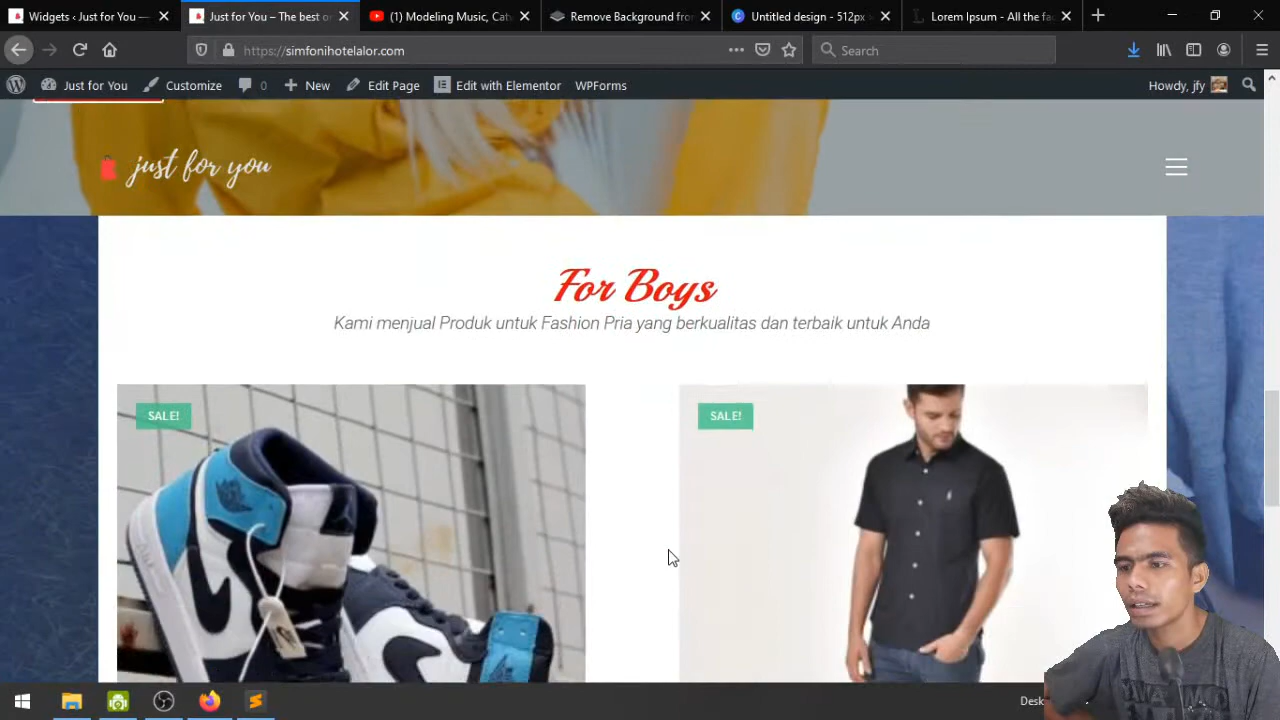 Widgets ‹ Just for You —
Just for You – The best or
(1) Modeling Music, Catw
Remove Background from
Untitled design - 512px
Lorem Ipsum - All the fa
https://simfonihotelalor.com
Search
Just for You
Customize
0
New
Edit Page
Edit with Elementor
WPForms
Howdy, jfy
just for you
For Boys
Kami menjual Produk untuk Fashion Pria yang berkualitas dan terbaik untuk Anda
SALE!
SALE!
Desk